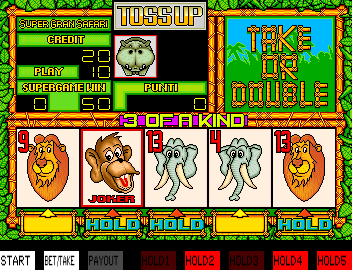 SUPER GRAN SAFARI
TOSS UP
CREDIT
20
PLAY 10
SUPERGAME WIN
0 50
PUNTI
0
TAKE
OR
DOUBLE
3 OF A KIND
9 13 4 13
JOKER
HOLD HOLD HOLD
START BET/TAKE PAYOUT HOLD1 HOLD2 HOLD3 HOLD4 HOLD5